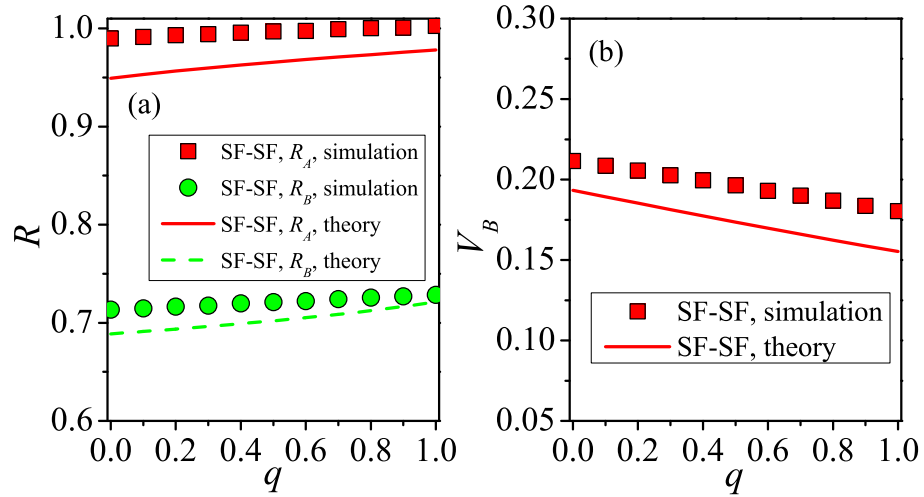 1.0
0.9
0.8
0.7
0.6
R
(a)
SF-SF, R_A, simulation
SF-SF, R_B, simulation
SF-SF, R_A, theory
SF-SF, R_B, theory
0.0 0.2 0.4 0.6 0.8 1.0
q
0.30
0.25
0.20
0.15
0.10
0.05
V_B
(b)
SF-SF, simulation
SF-SF, theory
0.0 0.2 0.4 0.6 0.8 1.0
q